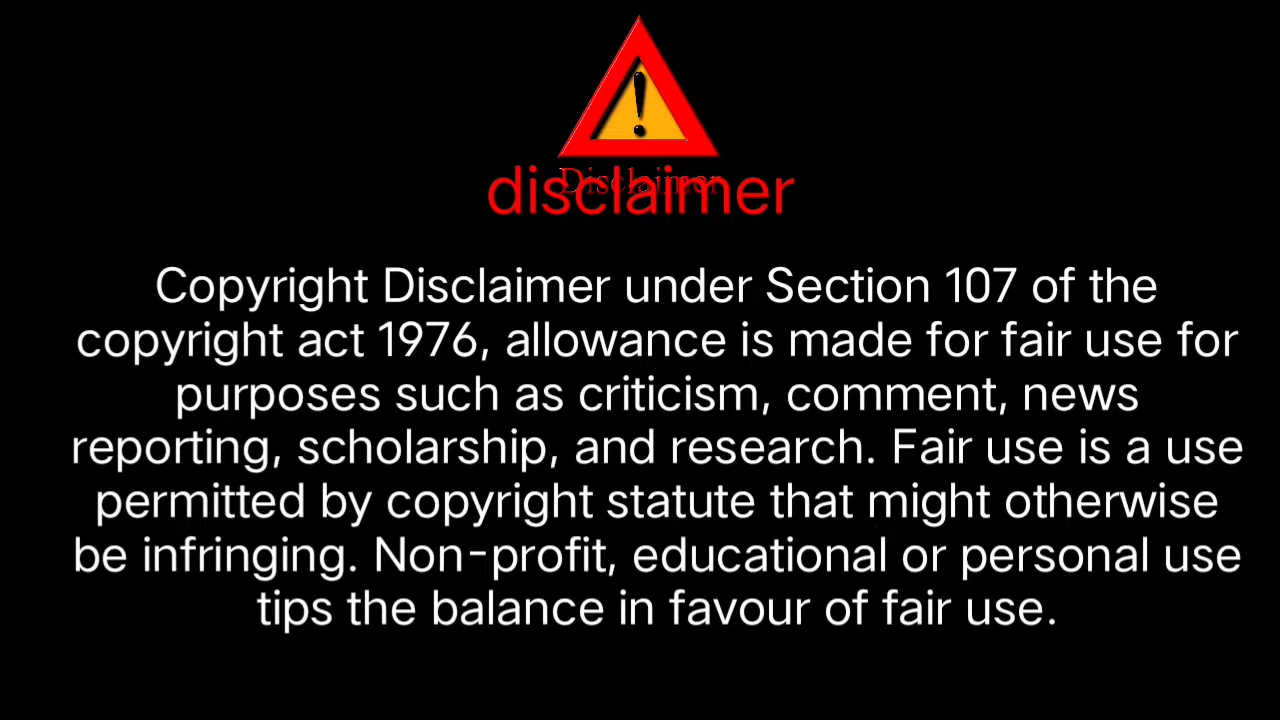 Disclaimer
disclaimer
Copyright Disclaimer under Section 107 of the
copyright act 1976, allowance is made for fair use for
purposes such as criticism, comment, news
reporting, scholarship, and research. Fair use is a use
permitted by copyright statute that might otherwise
be infringing. Non-profit, educational or personal use
tips the balance in favour of fair use.